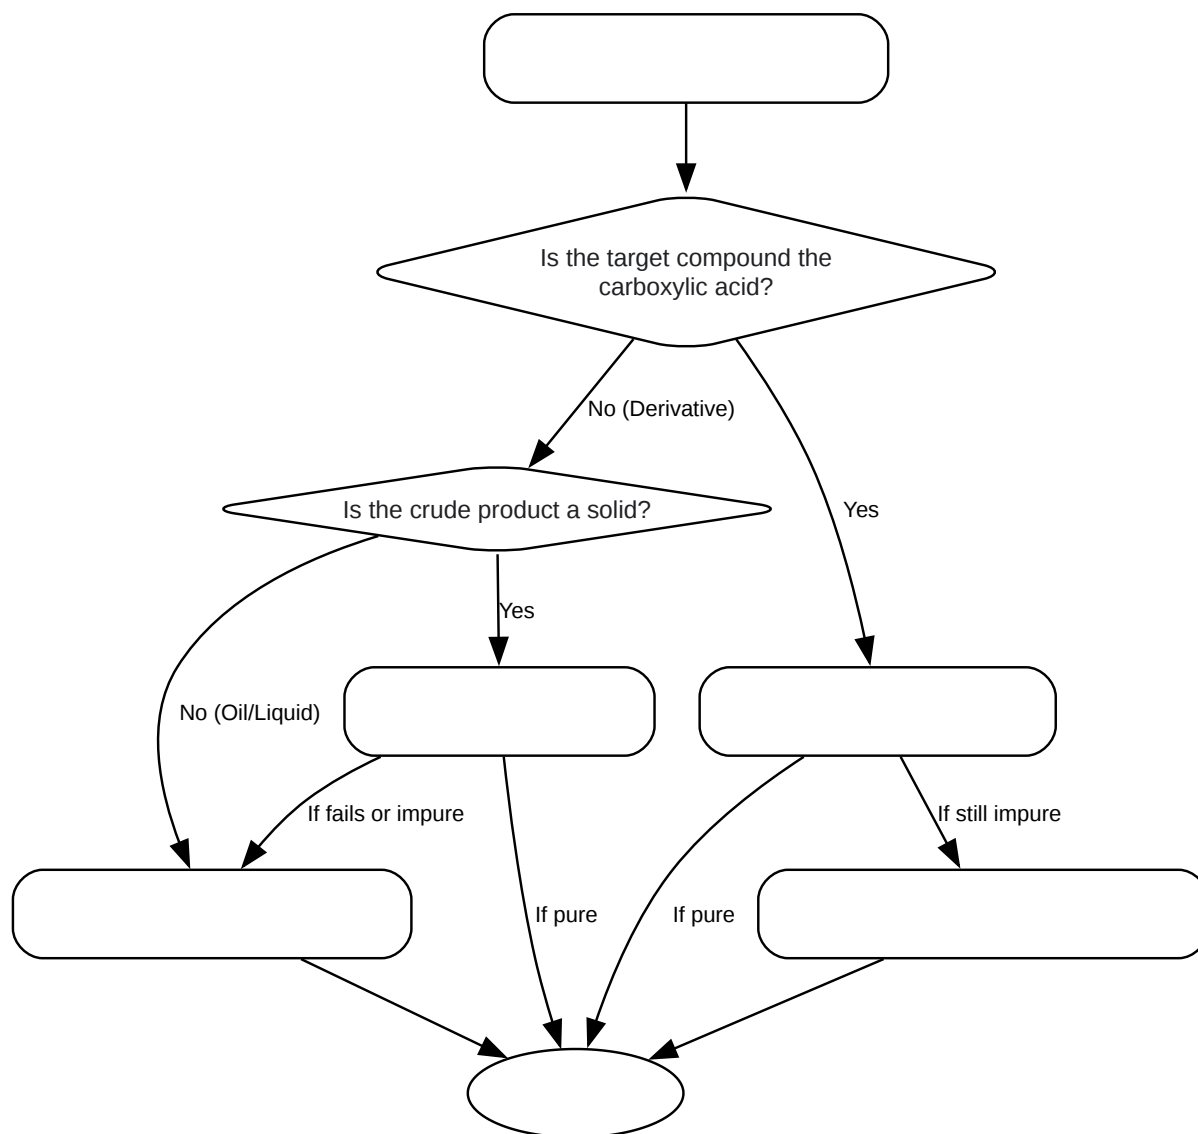 Is the target compound the
carboxylic acid?
No (Derivative)
Is the crude product a solid?
Yes
Yes
No (Oil/Liquid)
If fails or impure
If still impure
If pure
If pure